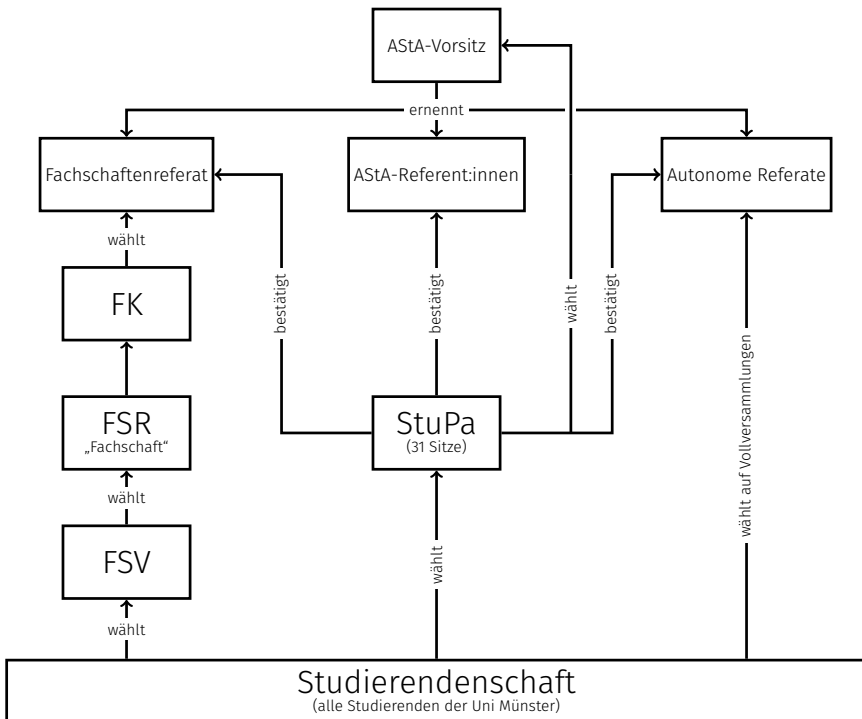 AStA-Vorsitz
ernennt
Fachschaftenreferat
AStA-Referent:innen
Autonome Referate
wählt
FK
bestätigt
bestätigt
wählt
bestätigt
FSR
„Fachschaft“
StuPa
(31 Sitze)
wählt
FSV
wählt
wählt auf Vollversammlungen
wählt
Studierendenschaft
(alle Studierenden der Uni Münster)